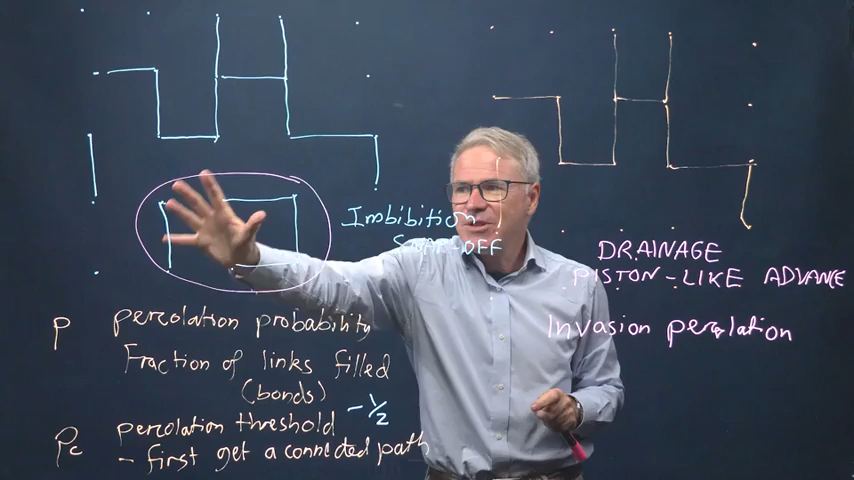 Imbibition
SNAP-OFF
DRAINAGE
PISTON-LIKE ADVANCE
Invasion percolation
P percolation probability
Fraction of links filled
(bonds)
Pc percolation threshold - 1/2
- first get a connected path